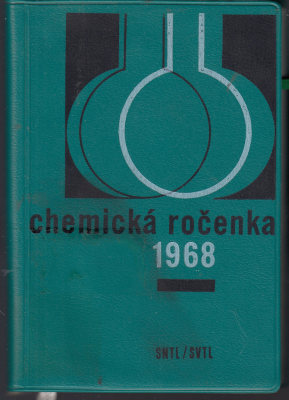 chemická ročenka
1968
SNTL/SVTL